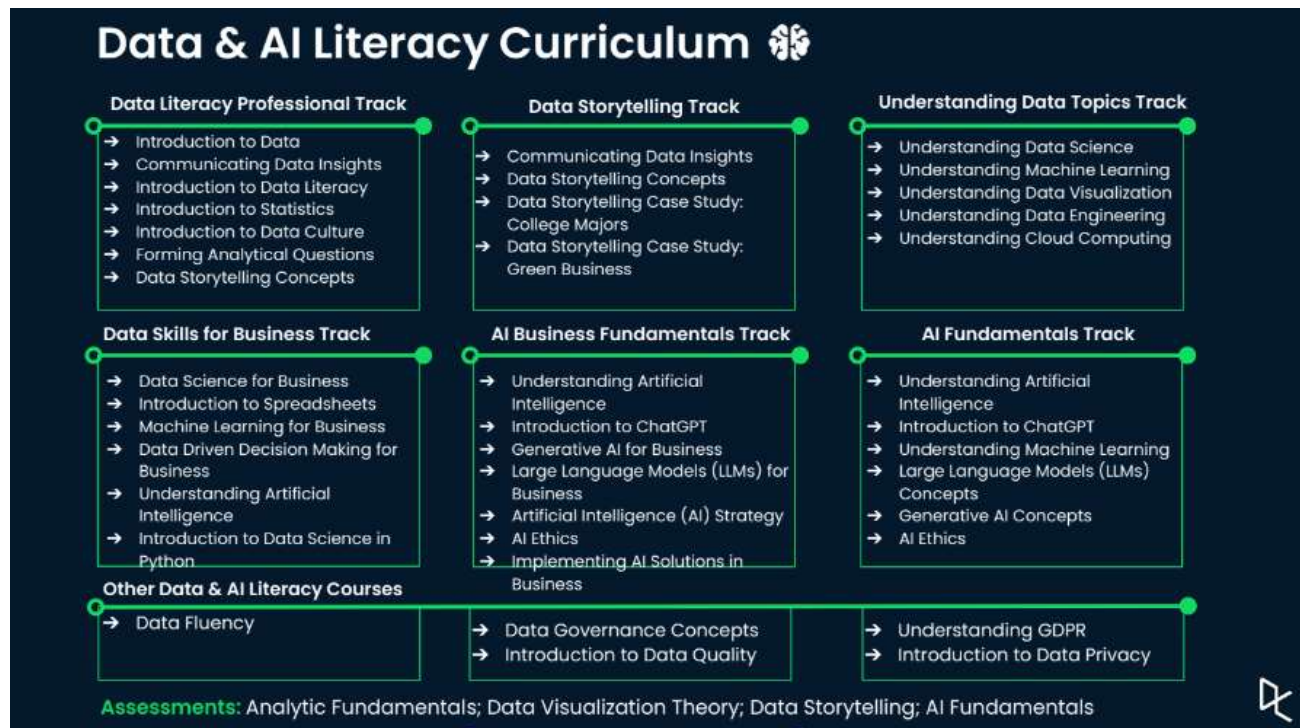 Data & AI Literacy Curriculum
Data Literacy Professional Track
→ Introduction to Data
→ Communicating Data Insights
→ Introduction to Data Literacy
→ Introduction to Statistics
→ Introduction to Data Culture
→ Forming Analytical Questions
→ Data Storytelling Concepts
Data Storytelling Track
→ Communicating Data Insights
→ Data Storytelling Concepts
→ Data Storytelling Case Study:
College Majors
→ Data Storytelling Case Study:
Green Business
Understanding Data Topics Track
→ Understanding Data Science
→ Understanding Machine Learning
→ Understanding Data Visualization
→ Understanding Data Engineering
→ Understanding Cloud Computing
Data Skills for Business Track
→ Data Science for Business
→ Introduction to Spreadsheets
→ Machine Learning for Business
→ Data Driven Decision Making for
Business
→ Understanding Artificial
Intelligence
→ Introduction to Data Science in
Python
AI Business Fundamentals Track
→ Understanding Artificial
Intelligence
→ Introduction to ChatGPT
→ Generative AI for Business
→ Large Language Models (LLMs) for
Business
→ Artificial Intelligence (AI) Strategy
→ AI Ethics
→ Implementing AI Solutions in
Business
AI Fundamentals Track
→ Understanding Artificial
Intelligence
→ Introduction to ChatGPT
→ Understanding Machine Learning
→ Large Language Models (LLMs)
Concepts
→ Generative AI Concepts
→ AI Ethics
Other Data & AI Literacy Courses
→ Data Fluency
→ Data Governance Concepts
→ Introduction to Data Quality
→ Understanding GDPR
→ Introduction to Data Privacy
Assessments: Analytic Fundamentals; Data Visualization Theory; Data Storytelling; AI Fundamentals